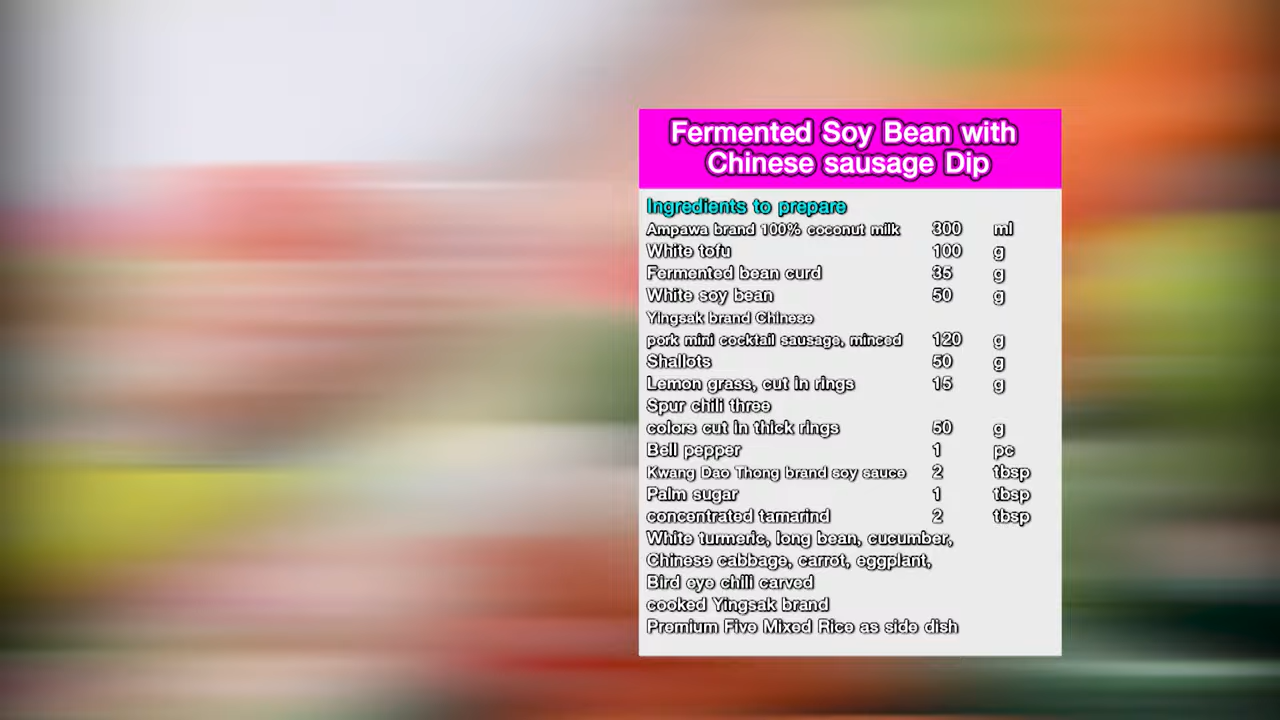 Fermented Soy Bean with
Chinese sausage Dip
Ingredients to prepare
Ampawa brand 100% coconut milk 300 ml
White tofu 100 g
Fermented bean curd 35 g
White soy bean 50 g
Yingsak brand Chinese
pork mini cocktail sausage, minced 120 g
Shallots 50 g
Lemon grass, cut in rings 15 g
Spur chili three
colors cut in thick rings 50 g
Bell pepper 1 pc
Kwang Dao Thong brand soy sauce 2 tbsp
Palm sugar 1 tbsp
concentrated tamarind 2 tbsp
White turmeric, long bean, cucumber,
Chinese cabbage, carrot, eggplant,
Bird eye chili carved
cooked Yingsak brand
Premium Five Mixed Rice as side dish